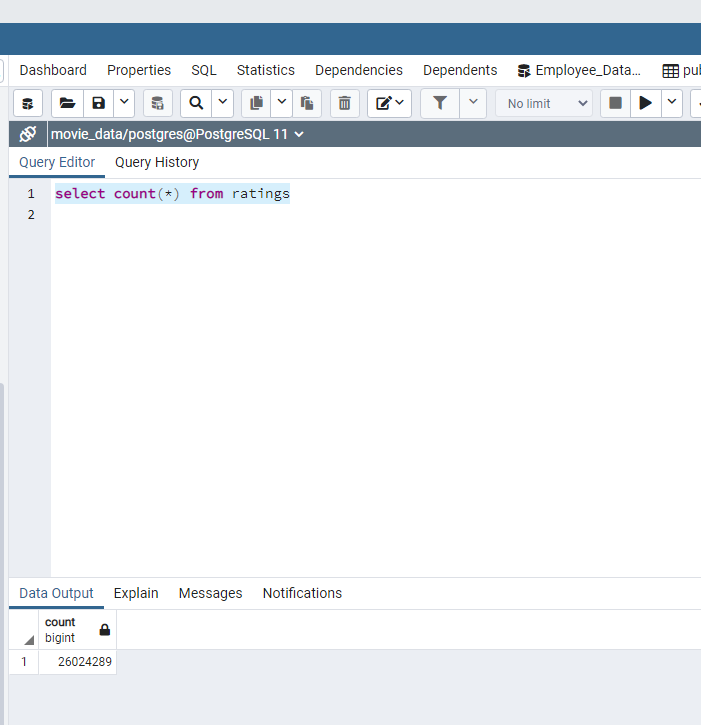 Dashboard Properties SQL Statistics Dependencies Dependents Employee_Data... pul
No limit
movie_data/postgres@PostgreSQL 11
Query Editor Query History
1 select count(*) from ratings
2
Data Output Explain Messages Notifications
count
bigint
1 26024289